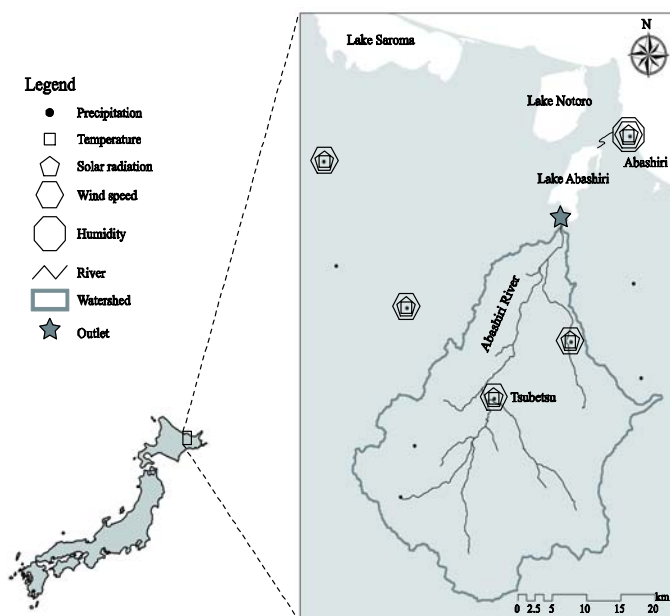 Legend
Precipitation
Temperature
Solar radiation
Wind speed
Humidity
River
Watershed
Outlet
Lake Saroma
N
Lake Notoro
Abashiri
Lake Abashiri
Abashiri River
Tsubetsu
km
0 2.5 5 10 15 20